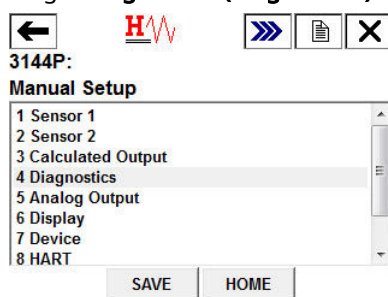 H
3144P:
Manual Setup
1 Sensor 1
2 Sensor 2
3 Calculated Output
4 Diagnostics
5 Analog Output
6 Display
7 Device
8 HART
SAVE HOME